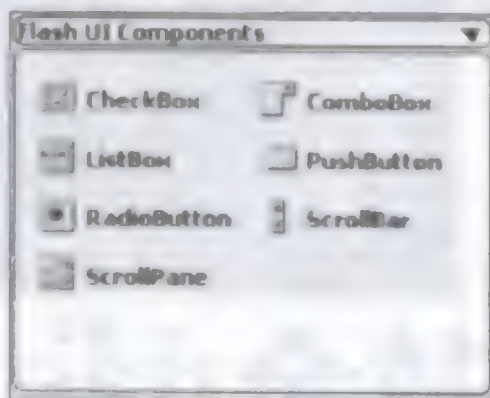 Flash UI Components
CheckBox ComboBox
ListBox PushButton
RadioButton ScrollBar
ScrollPane